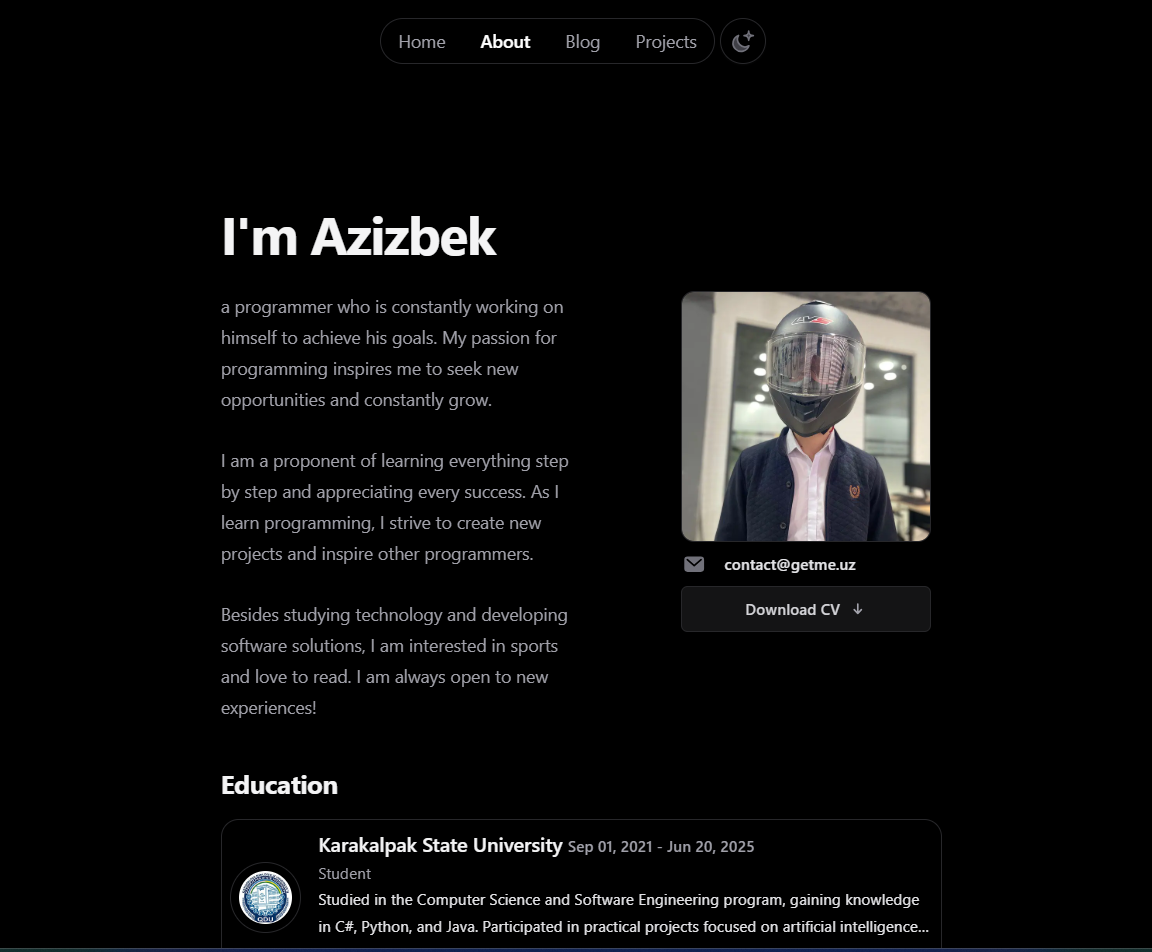 Home About Blog Projects
I'm Azizbek
a programmer who is constantly working on
himself to achieve his goals. My passion for
programming inspires me to seek new
opportunities and constantly grow.
I am a proponent of learning everything step
by step and appreciating every success. As I
learn programming, I strive to create new
projects and inspire other programmers.
Besides studying technology and developing
software solutions, I am interested in sports
and love to read. I am always open to new
experiences!
contact@getme.uz
Download CV
Education
Karakalpak State University Sep 01, 2021 - Jun 20, 2025
Student
Studied in the Computer Science and Software Engineering program, gaining knowledge
in C#, Python, and Java. Participated in practical projects focused on artificial intelligence...
QDU